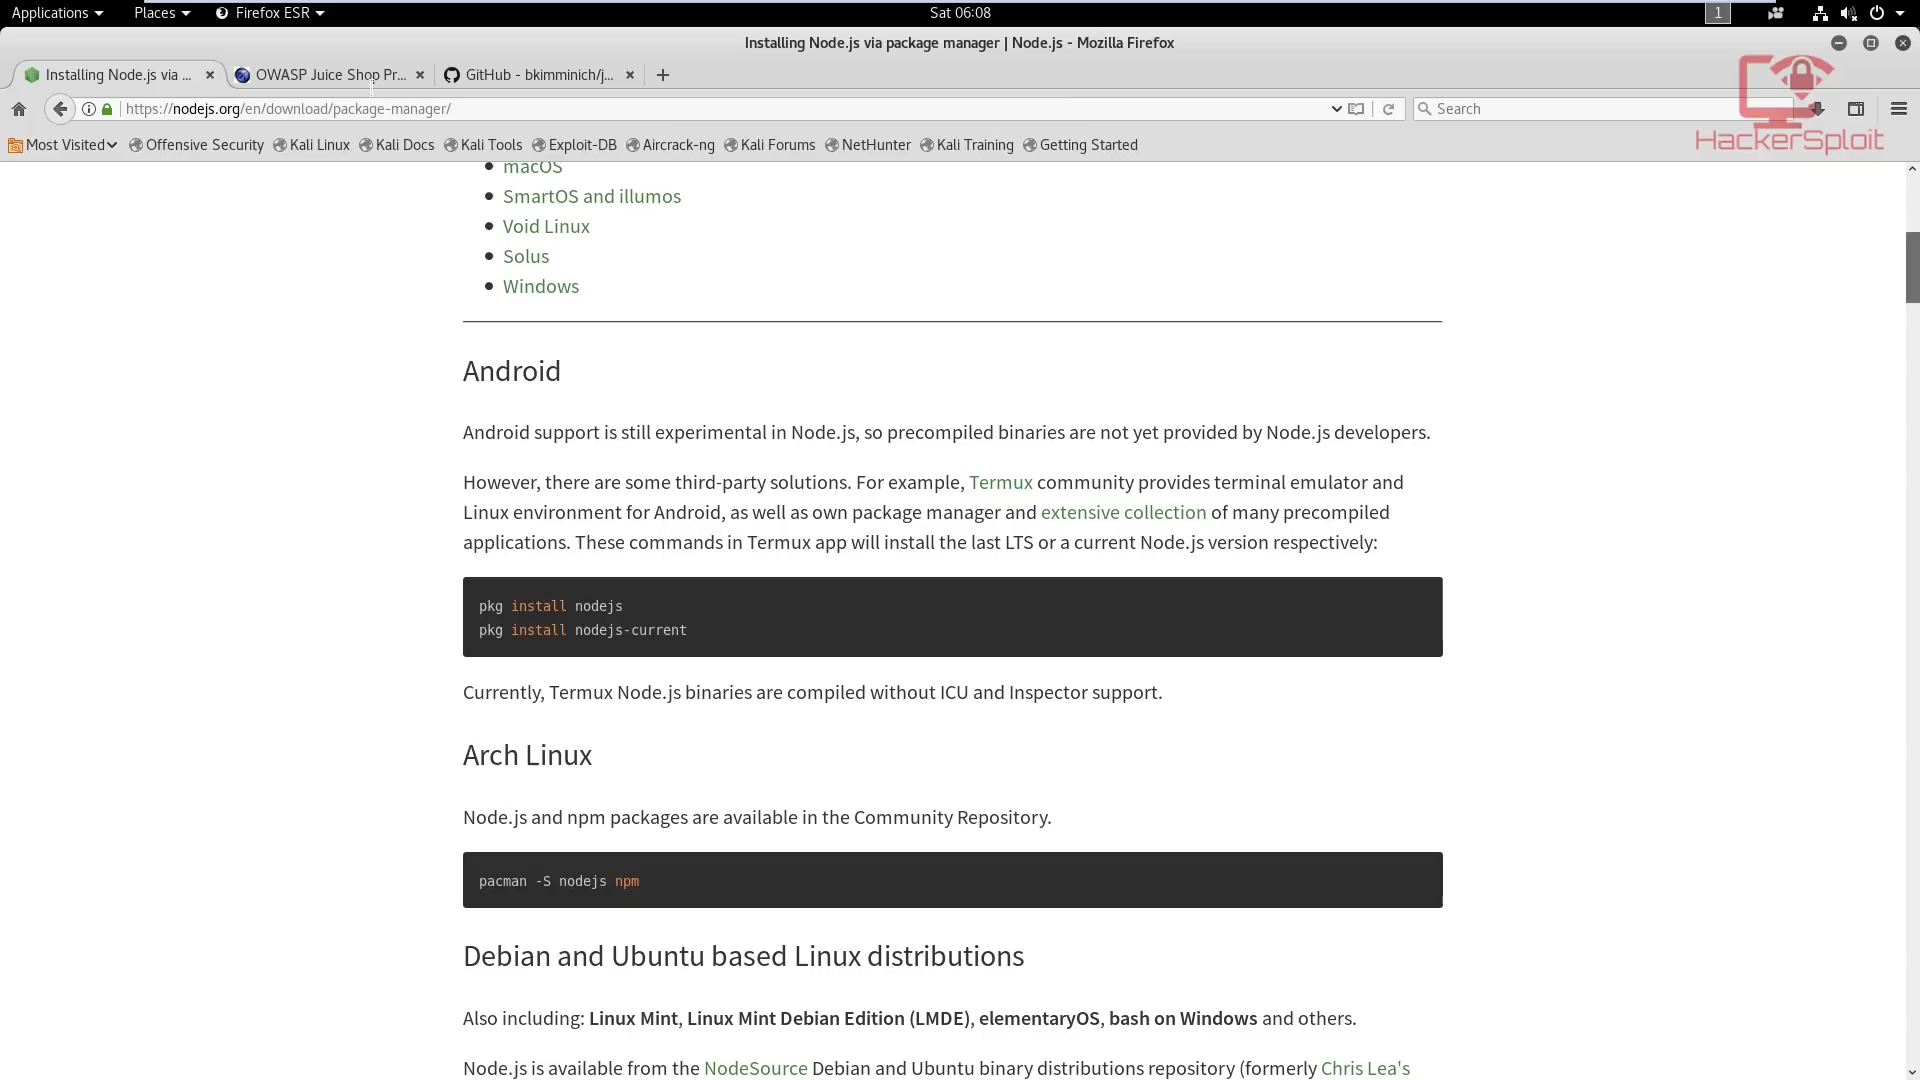 Applications Places Firefox ESR Sat 06:08 1
Installing Node.js via package manager | Node.js - Mozilla Firefox
Installing Node.js via ... OWASP Juice Shop Pr... GitHub - bkimminich/j...
https://nodejs.org/en/download/package-manager/ Search
HackerSploit
Most Visited Offensive Security Kali Linux Kali Docs Kali Tools Exploit-DB Aircrack-ng Kali Forums NetHunter Kali Training Getting Started
macOS
SmartOS and illumos
Void Linux
Solus
Windows
Android
Android support is still experimental in Node.js, so precompiled binaries are not yet provided by Node.js developers.
However, there are some third-party solutions. For example, Termux community provides terminal emulator and
Linux environment for Android, as well as own package manager and extensive collection of many precompiled
applications. These commands in Termux app will install the last LTS or a current Node.js version respectively:
pkg install nodejs
pkg install nodejs-current
Currently, Termux Node.js binaries are compiled without ICU and Inspector support.
Arch Linux
Node.js and npm packages are available in the Community Repository.
pacman -S nodejs npm
Debian and Ubuntu based Linux distributions
Also including: Linux Mint, Linux Mint Debian Edition (LMDE), elementaryOS, bash on Windows and others.
Node.js is available from the NodeSource Debian and Ubuntu binary distributions repository (formerly Chris Lea's